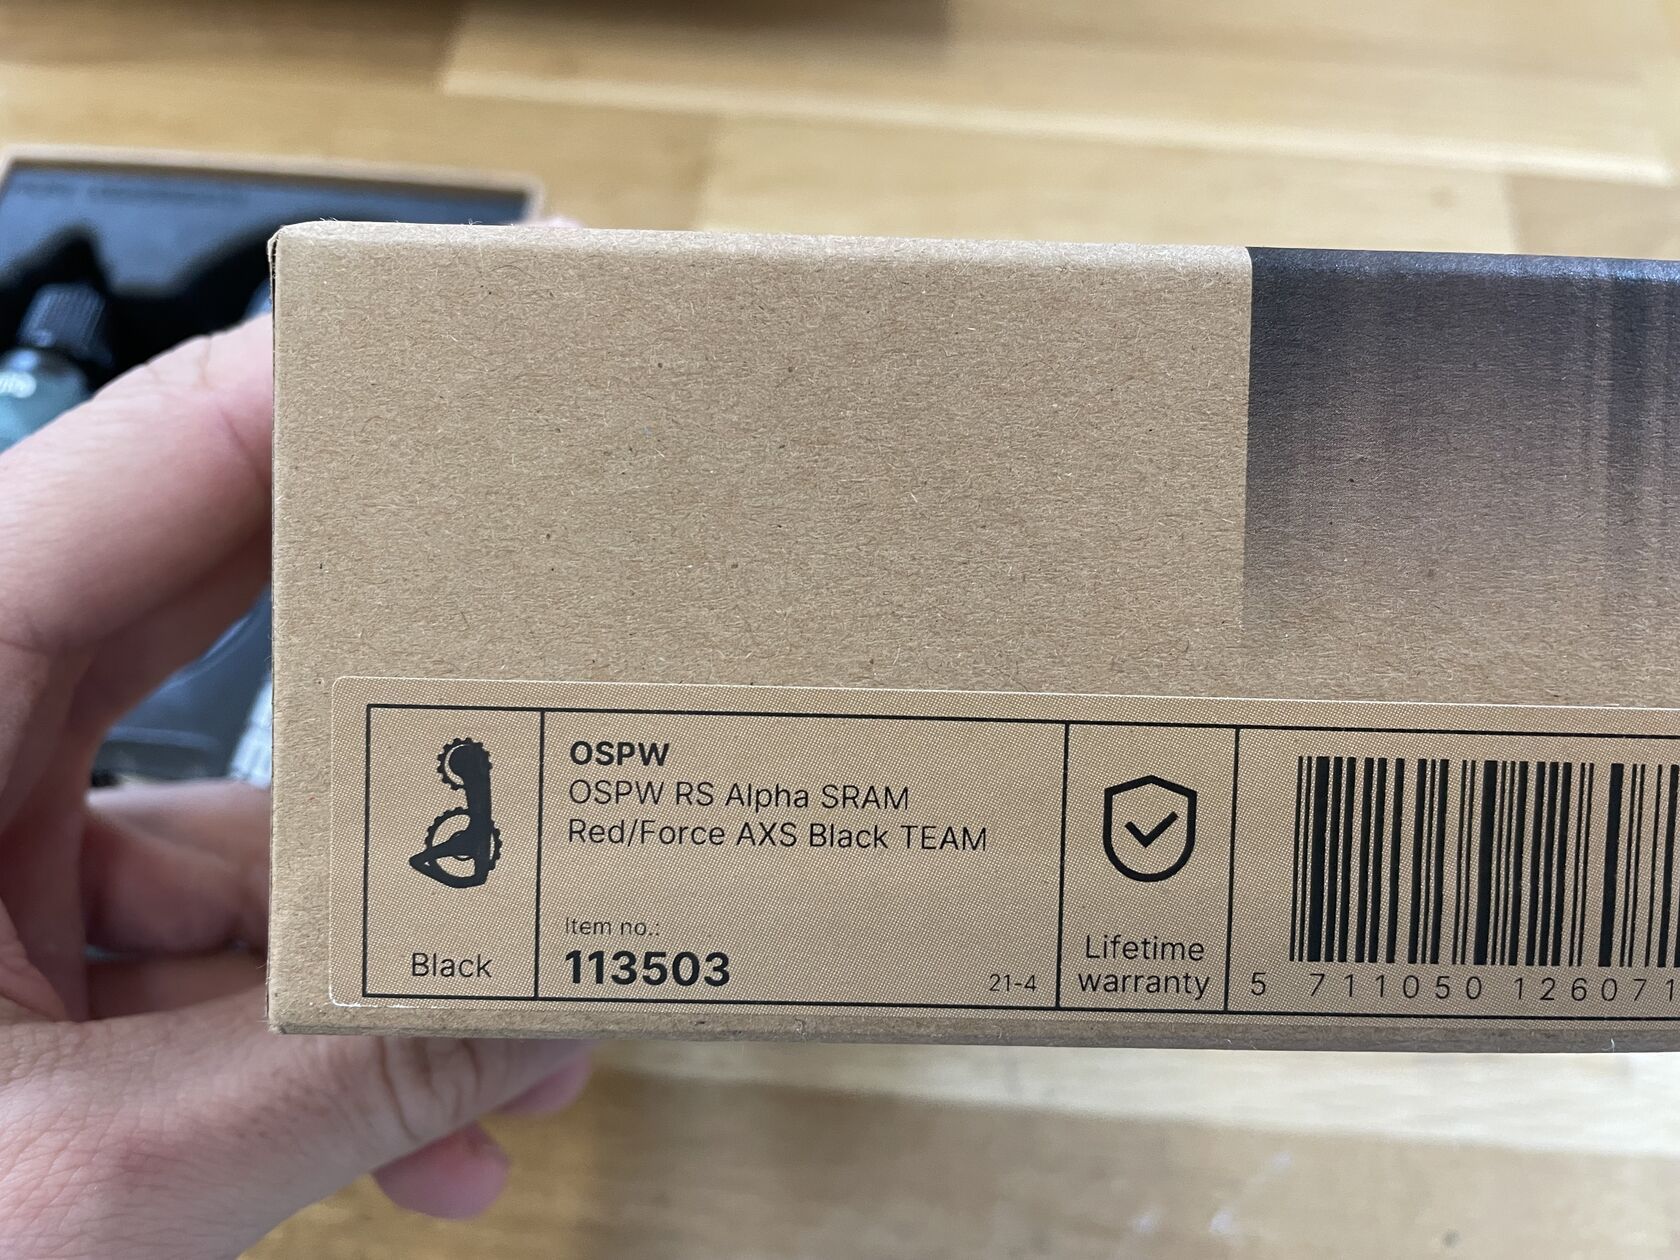 OSPW
OSPW RS Alpha SRAM
Red/Force AXS Black TEAM
Item no.:
113503
21-4
Black
Lifetime
warranty
5 711050 126071